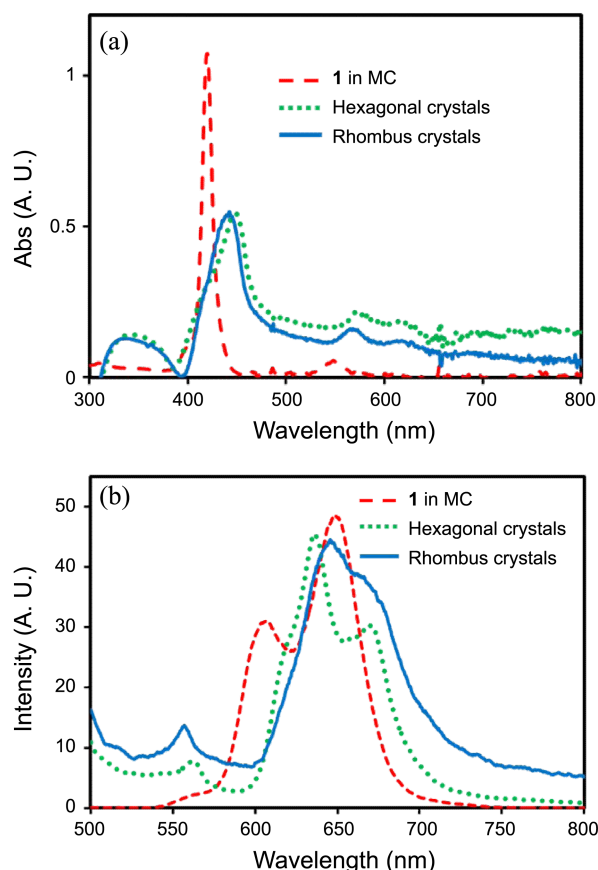 (a)
1 in MC
Hexagonal crystals
Rhombus crystals
Abs (A. U.)
1
0.5
0
300 400 500 600 700 800
Wavelength (nm)
(b)
1 in MC
Hexagonal crystals
Rhombus crystals
Intensity (A. U.)
50
40
30
20
10
0
500 550 600 650 700 750 800
Wavelength (nm)